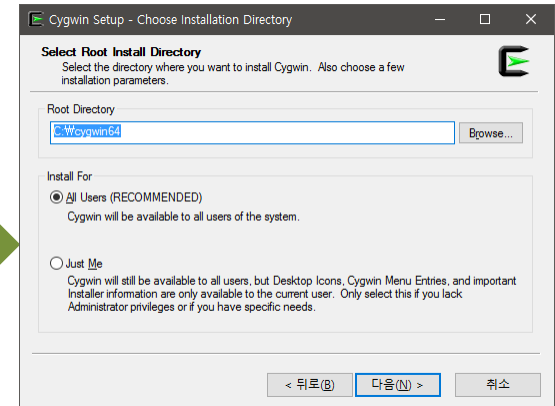 Cygwin Setup - Choose Installation Directory
Select Root Install Directory
Select the directory where you want to install Cygwin. Also choose a few
installation parameters.
Root Directory
C:₩cygwin64
Browse...
Install For
All Users (RECOMMENDED)
Cygwin will be available to all users of the system.
Just Me
Cygwin will still be available to all users, but Desktop Icons, Cygwin Menu Entries, and important
Installer information are only available to the current user. Only select this if you lack
Administrator privileges or if you have specific needs.
< 뒤로(B)
다음(N) >
취소